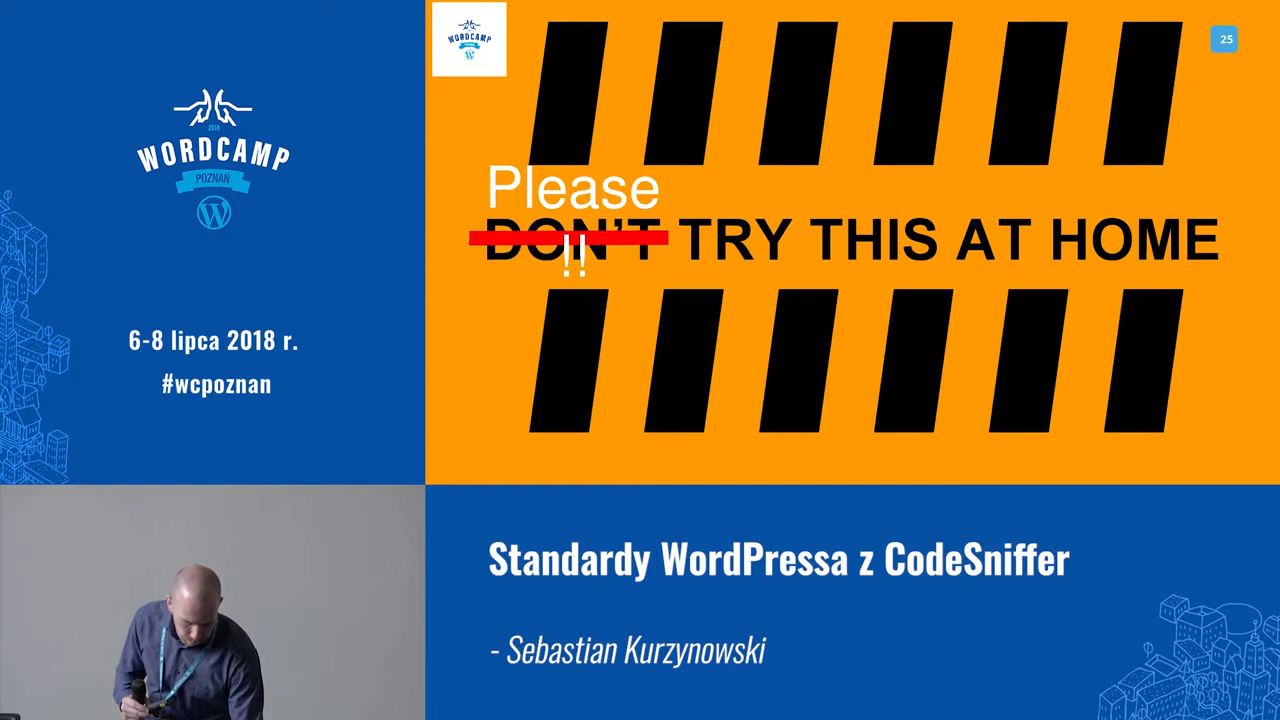 2018
WORDCAMP
POZNAŃ
6-8 lipca 2018 r.
#wcpoznan
WORDCAMP
25
Please
DON'T TRY THIS AT HOME
!!
Standardy WordPressa z CodeSniffer
- Sebastian Kurzynowski